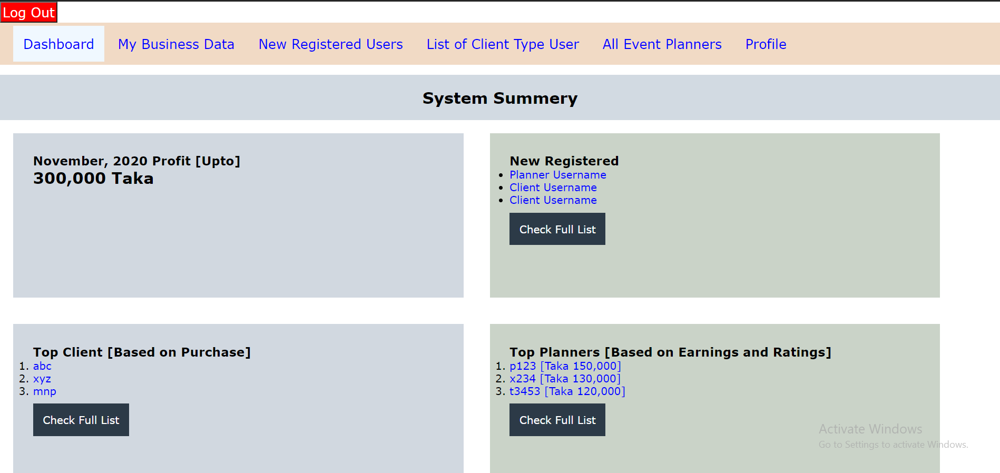 Log Out
Dashboard My Business Data New Registered Users List of Client Type User All Event Planners Profile
System Summery
November, 2020 Profit [Upto]
300,000 Taka
New Registered
Planner Username
Client Username
Client Username
Check Full List
Top Client [Based on Purchase]
1. abc
2. xyz
3. mnp
Check Full List
Top Planners [Based on Earnings and Ratings]
1. p123 [Taka 150,000]
2. x234 [Taka 130,000]
3. t3453 [Taka 120,000]
Check Full List
Activate Windows
Go to Settings to activate Windows.